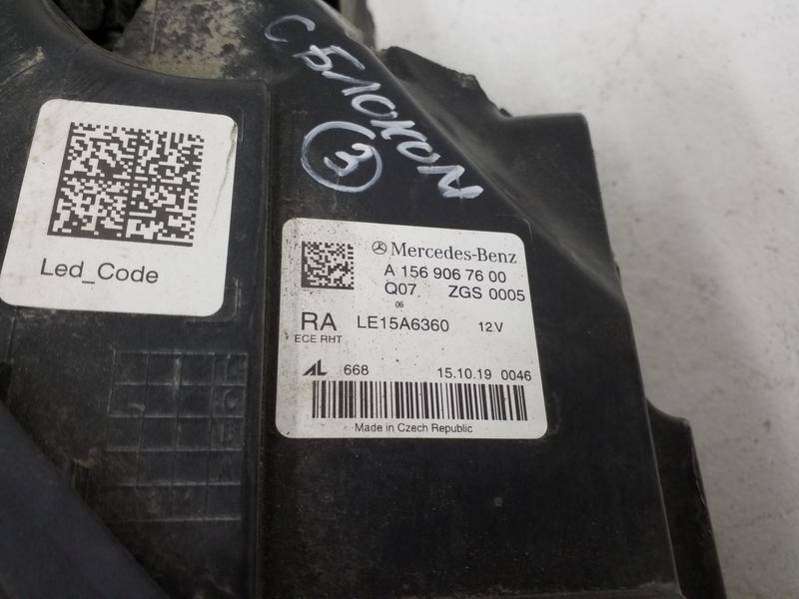 С БЛОКОМ
3
Led_Code
Mercedes-Benz
A 156 906 76 00
Q07 ZGS 0005
06
RA LE15A6360 12V
ECE RHT
AL 668 15.10.19 0046
Made in Czech Republic